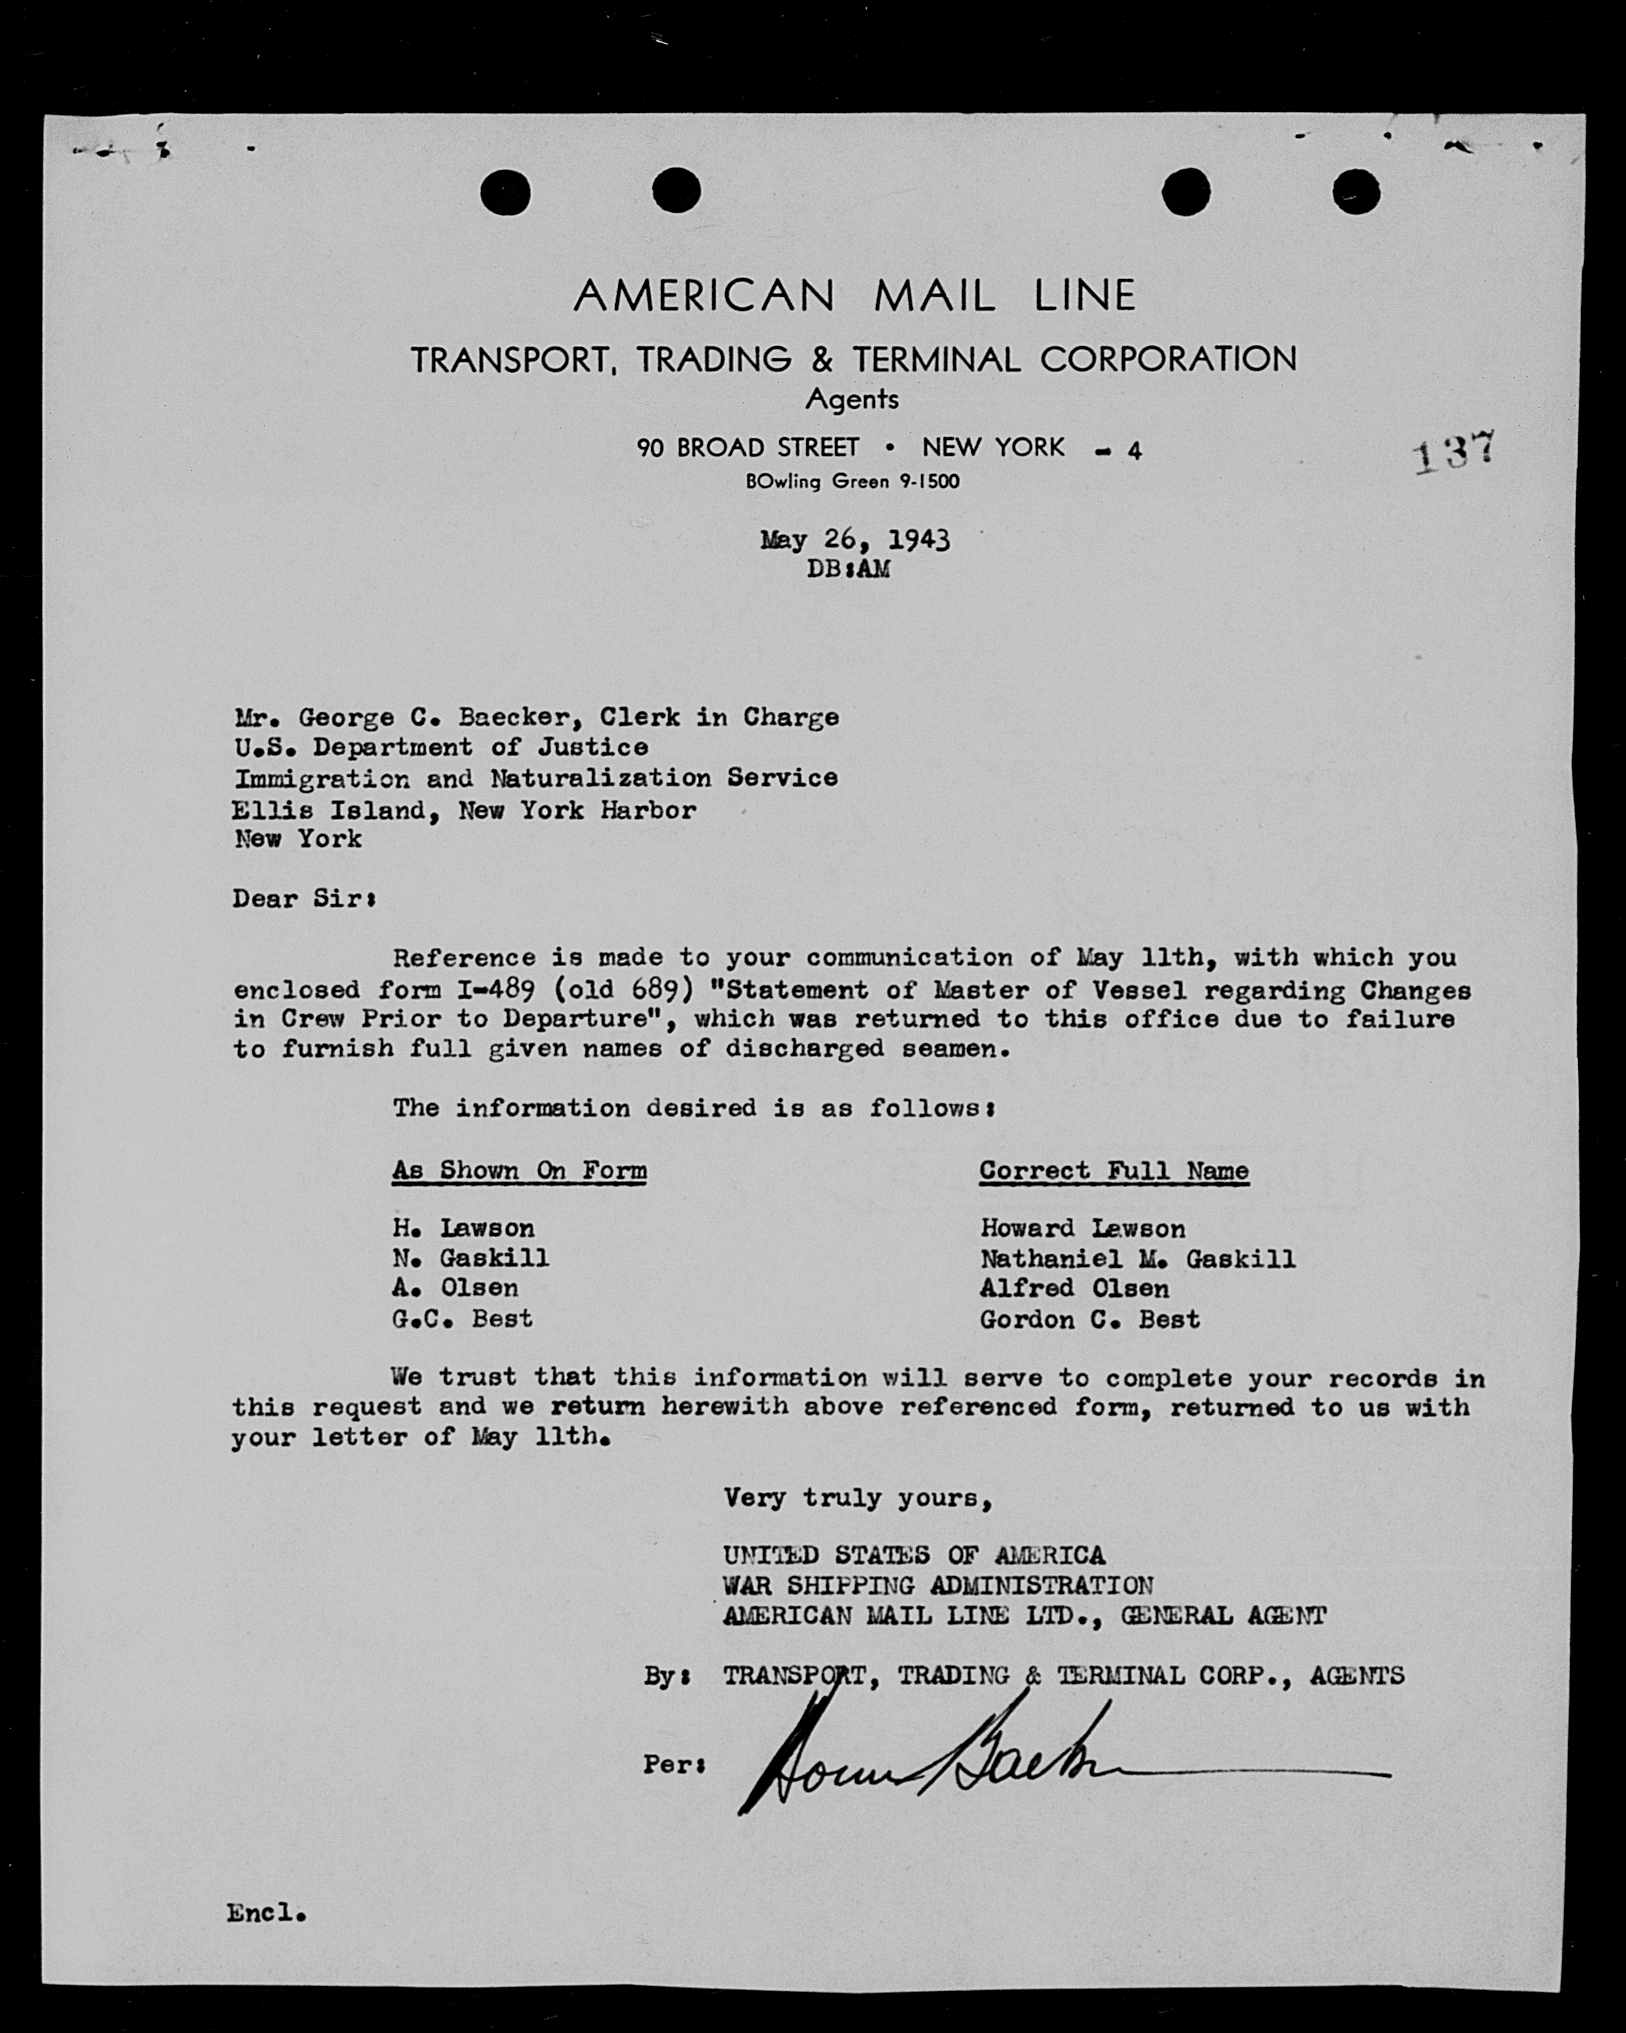 AMERICAN MAIL LINE
TRANSPORT, TRADING & TERMINAL CORPORATION
Agents
90 BROAD STREET • NEW YORK - 4
BOwling Green 9-1500
137
May 26, 1943
DB:AM
Mr. George C. Baecker, Clerk in Charge
U.S. Department of Justice
Immigration and Naturalization Service
Ellis Island, New York Harbor
New York
Dear Sir:
Reference is made to your communication of May 11th, with which you
enclosed form I-489 (old 689) "Statement of Master of Vessel regarding Changes
in Crew Prior to Departure", which was returned to this office due to failure
to furnish full given names of discharged seamen.
The information desired is as follows:
As Shown On Form Correct Full Name
H. Lawson Howard Lawson
N. Gaskill Nathaniel M. Gaskill
A. Olsen Alfred Olsen
G.C. Best Gordon C. Best
We trust that this information will serve to complete your records in
this request and we return herewith above referenced form, returned to us with
your letter of May 11th.
Very truly yours,
UNITED STATES OF AMERICA
WAR SHIPPING ADMINISTRATION
AMERICAN MAIL LINE LTD., GENERAL AGENT
By: TRANSPORT, TRADING & TERMINAL CORP., AGENTS
Per:
Encl.